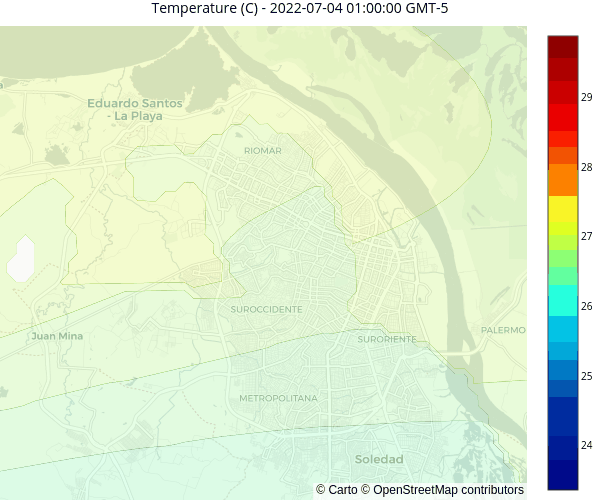 Temperature (C) - 2022-07-04 01:00:00 GMT-5
Eduardo Santos
- La Playa
RIOMAR
SUROCCIDENTE
Juan Mina
SURORIENTE
PALERMO
METROPOLITANA
Soledad
© Carto © OpenStreetMap contributors
29
28
27
26
25
24